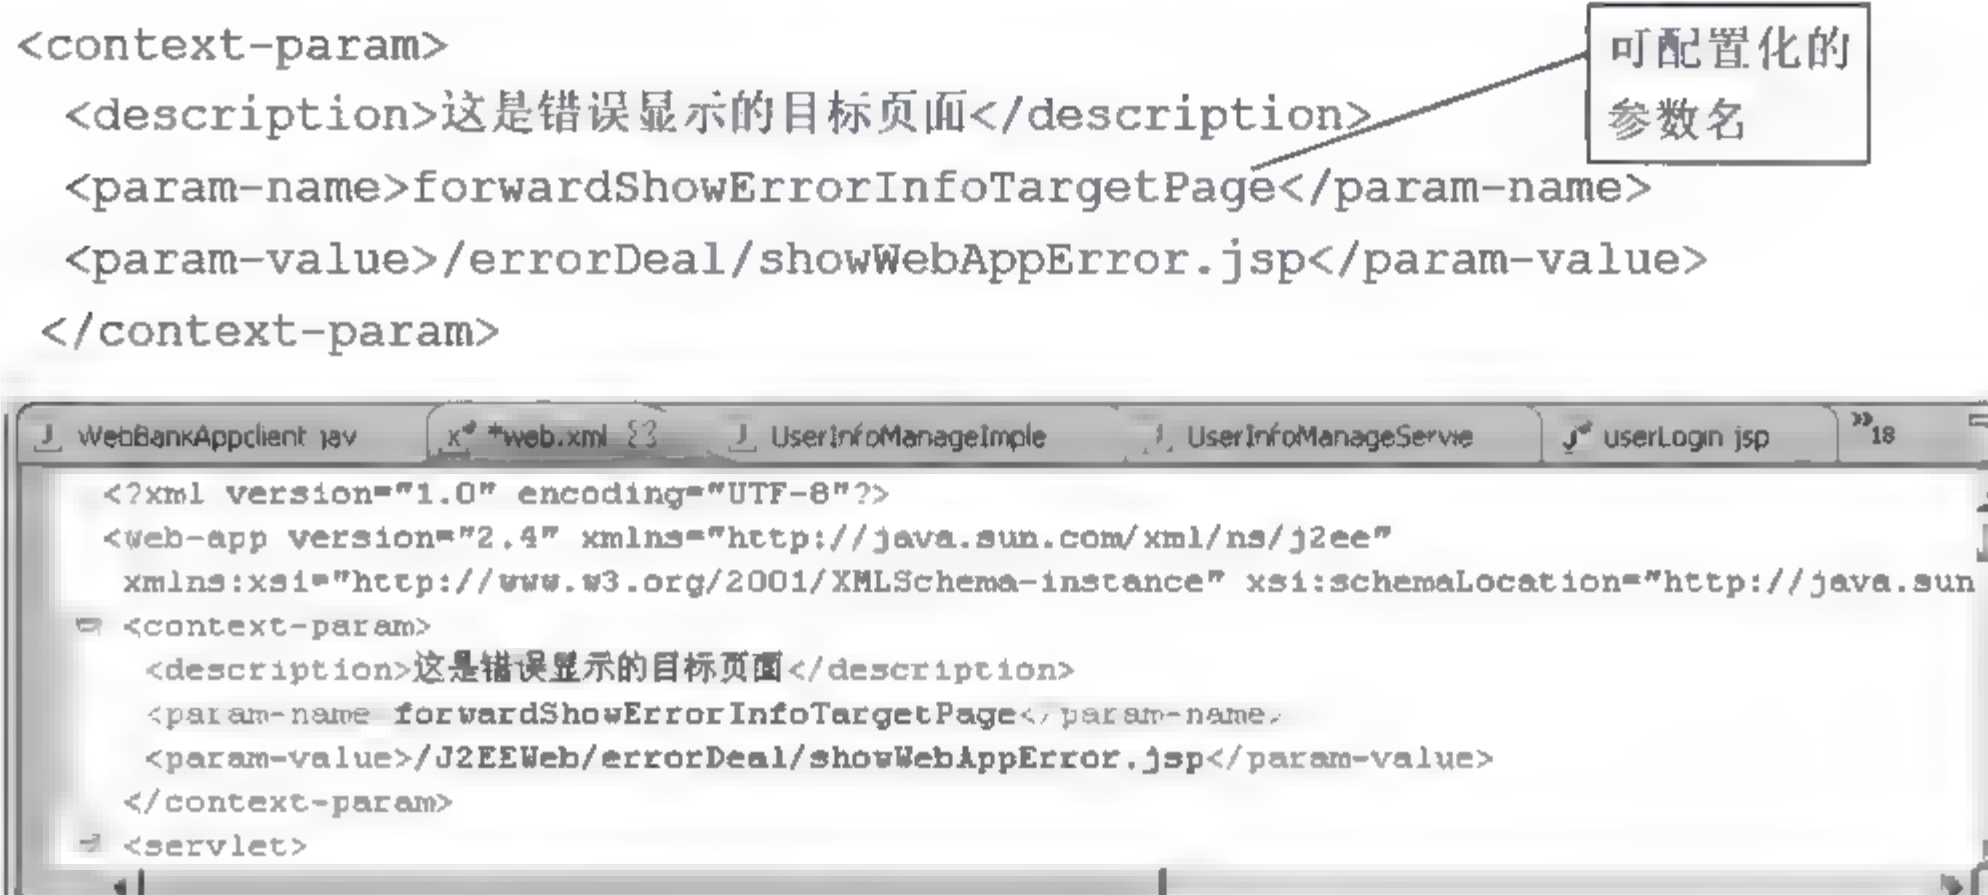 <context-param>
可配置化的
参数名
<description>这是错误显示的目标页面</description>
<param-name>forwardShowErrorInfoTargetPage</param-name>
<param-value>/errorDeal/showWebAppError.jsp</param-value>
</context-param>
WebBankAppclient jav *web.xml UserInfoManageImple UserInfoManageServie userLogin jsp »18
<?xml version="1.0" encoding="UTF-8"?>
<web-app version="2.4" xmlns="http://java.sun.com/xml/ns/j2ee"
xmlns:xsi="http://www.w3.org/2001/XMLSchema-instance" xsi:schemaLocation="http://java.sun
<context-param>
<description>这是错误显示的目标页面</description>
<param-name forwardShowErrorInfoTargetPage</param-name>
<param-value>/J2EEWeb/errorDeal/showWebAppError.jsp</param-value>
</context-param>
<servlet>